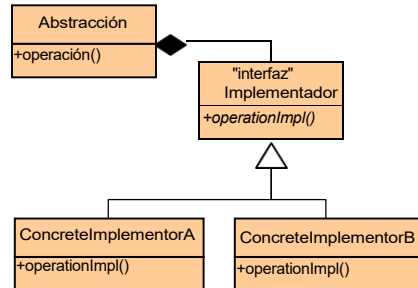 Abstracción
+operación()
"interfaz"
Implementador
+operationImpl()
ConcreteImplementorA
+operationImpl()
ConcreteImplementorB
+operationImpl()